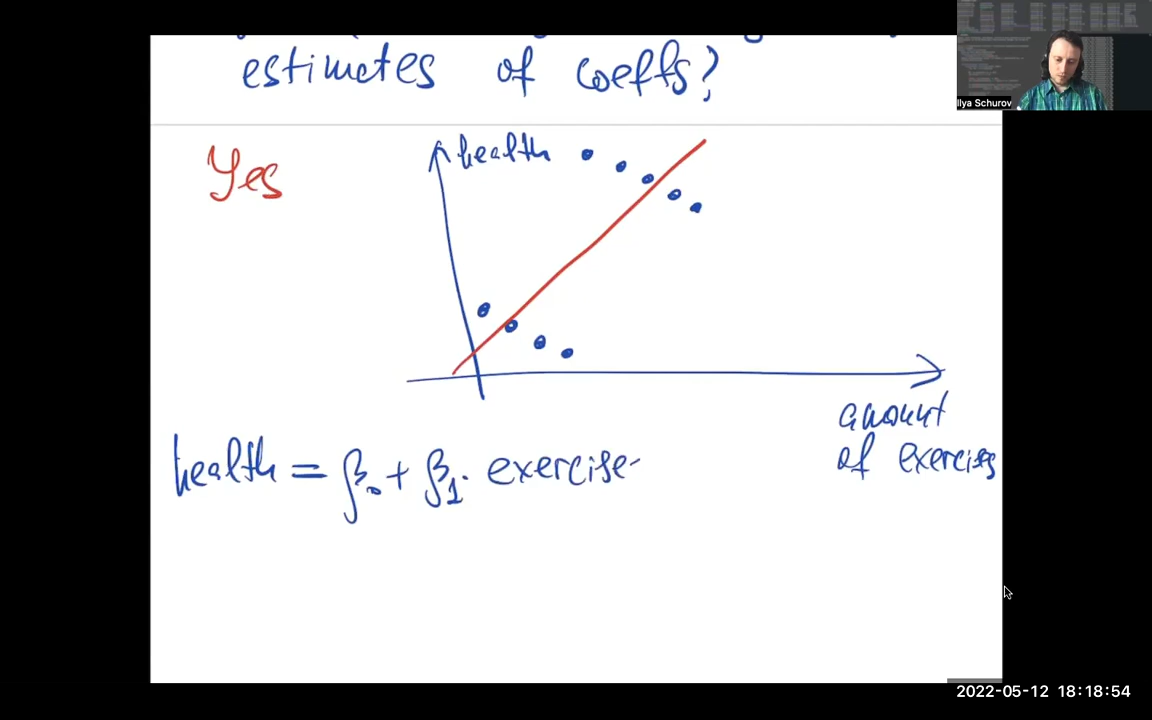 estimates of coeffs?
Ilya Schurov
Yes
health
amount
of exercises
health = β₀ + β₁ · exercise
2022-05-12 18:18:54